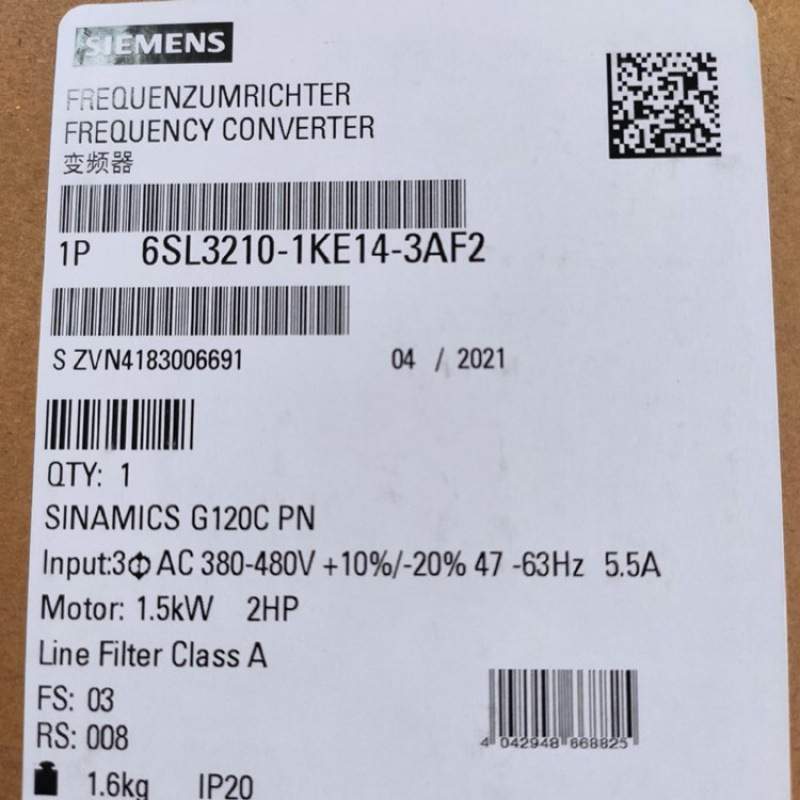 SIEMENS
FREQUENZUMRICHTER
FREQUENCY CONVERTER
变频器
1P 6SL3210-1KE14-3AF2
S ZVN4183006691 04 / 2021
QTY: 1
SINAMICS G120C PN
Input:3Ф AC 380-480V +10%/-20% 47 -63Hz 5.5A
Motor: 1.5kW 2HP
Line Filter Class A
FS: 03
RS: 008
4 042948 668825
1.6kg IP20